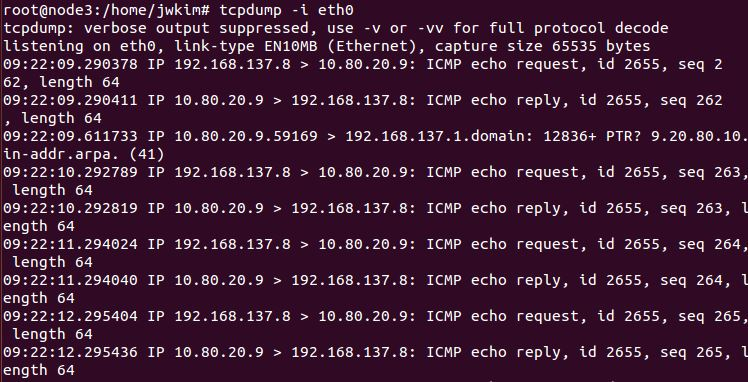 root@node3:/home/jwkim# tcpdump -i eth0
tcpdump: verbose output suppressed, use -v or -vv for full protocol decode
listening on eth0, link-type EN10MB (Ethernet), capture size 65535 bytes
09:22:09.290378 IP 192.168.137.8 > 10.80.20.9: ICMP echo request, id 2655, seq 2
62, length 64
09:22:09.290411 IP 10.80.20.9 > 192.168.137.8: ICMP echo reply, id 2655, seq 262
, length 64
09:22:09.611733 IP 10.80.20.9.59169 > 192.168.137.1.domain: 12836+ PTR? 9.20.80.10.
in-addr.arpa. (41)
09:22:10.292789 IP 192.168.137.8 > 10.80.20.9: ICMP echo request, id 2655, seq 263,
 length 64
09:22:10.292819 IP 10.80.20.9 > 192.168.137.8: ICMP echo reply, id 2655, seq 263, l
ength 64
09:22:11.294024 IP 192.168.137.8 > 10.80.20.9: ICMP echo request, id 2655, seq 264,
 length 64
09:22:11.294040 IP 10.80.20.9 > 192.168.137.8: ICMP echo reply, id 2655, seq 264, l
ength 64
09:22:12.295404 IP 192.168.137.8 > 10.80.20.9: ICMP echo request, id 2655, seq 265,
 length 64
09:22:12.295436 IP 10.80.20.9 > 192.168.137.8: ICMP echo reply, id 2655, seq 265, l
ength 64